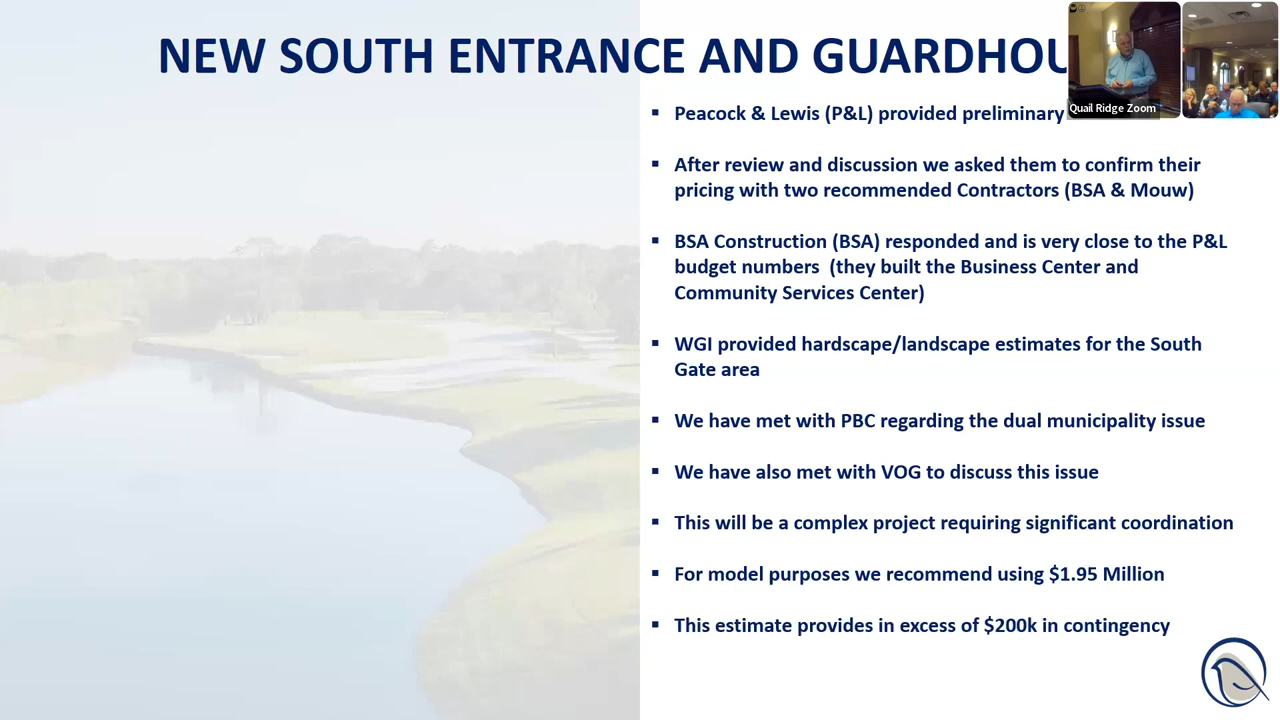 NEW SOUTH ENTRANCE AND GUARDHOU
Quail Ridge Zoom
▪ Peacock & Lewis (P&L) provided preliminary
▪ After review and discussion we asked them to confirm their
pricing with two recommended Contractors (BSA & Mouw)
▪ BSA Construction (BSA) responded and is very close to the P&L
budget numbers (they built the Business Center and
Community Services Center)
▪ WGI provided hardscape/landscape estimates for the South
Gate area
▪ We have met with PBC regarding the dual municipality issue
▪ We have also met with VOG to discuss this issue
▪ This will be a complex project requiring significant coordination
▪ For model purposes we recommend using $1.95 Million
▪ This estimate provides in excess of $200k in contingency